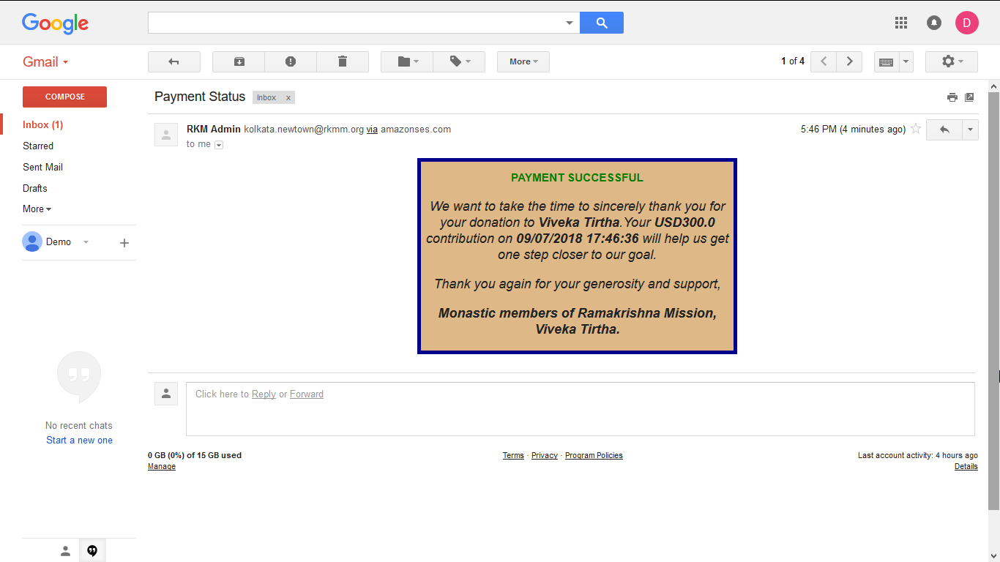 Google
D
Gmail
More
1 of 4
COMPOSE
Payment Status Inbox x
Inbox (1)
Starred
Sent Mail
Drafts
More
Demo
RKM Admin kolkata.newtown@rkmm.org via amazonses.com
5:46 PM (4 minutes ago)
to me
PAYMENT SUCCESSFUL
We want to take the time to sincerely thank you for
your donation to Viveka Tirtha.Your USD300.0
contribution on 09/07/2018 17:46:36 will help us get
one step closer to our goal.
Thank you again for your generosity and support,
Monastic members of Ramakrishna Mission,
Viveka Tirtha.
Click here to Reply or Forward
No recent chats
Start a new one
0 GB (0%) of 15 GB used
Manage
Terms · Privacy · Program Policies
Last account activity: 4 hours ago
Details